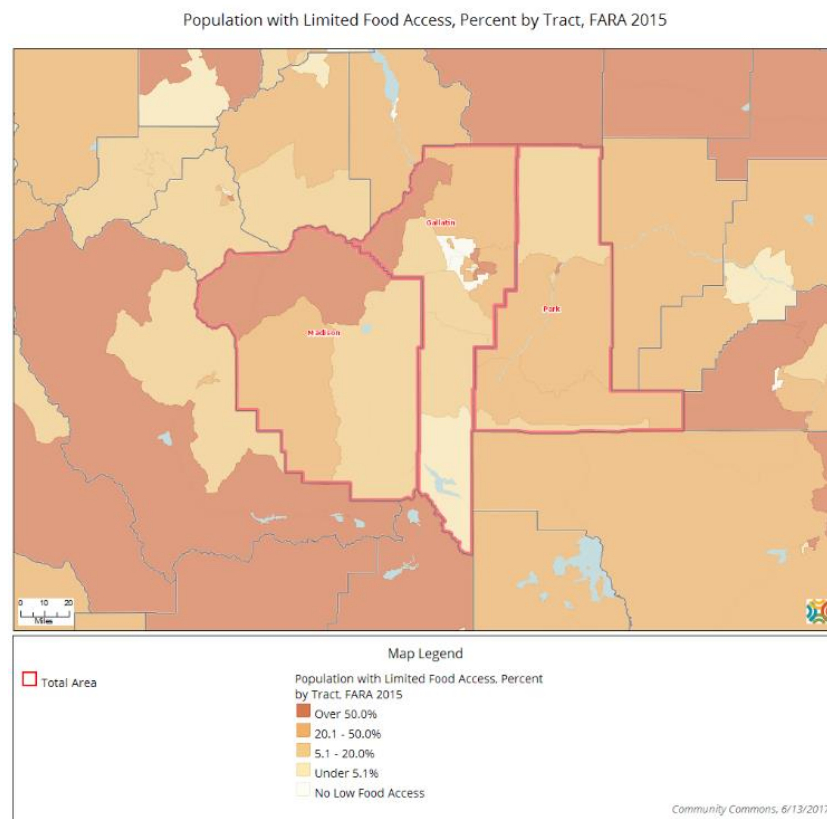 Population with Limited Food Access, Percent by Tract, FARA 2015
Gallatin
Park
Madison
0 10 20
Miles
Map Legend
Total Area
Population with Limited Food Access, Percent
by Tract, FARA 2015
Over 50.0%
20.1 - 50.0%
5.1 - 20.0%
Under 5.1%
No Low Food Access
Community Commons, 6/13/2017